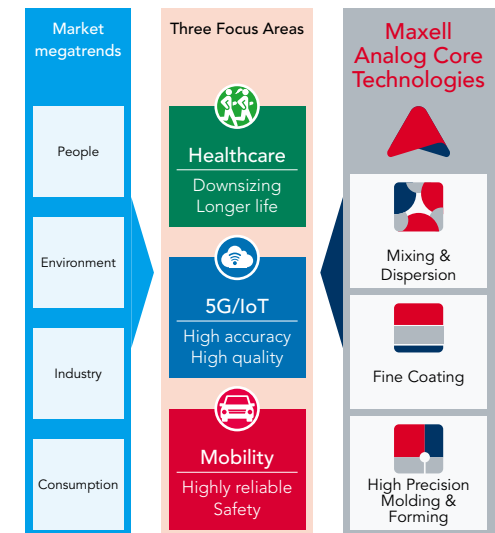 Market
megatrends
People
Environment
Industry
Consumption
Three Focus Areas
Healthcare
Downsizing
Longer life
5G/IoT
High accuracy
High quality
Mobility
Highly reliable
Safety
Maxell
Analog Core
Technologies
Mixing &
Dispersion
Fine Coating
High Precision
Molding &
Forming